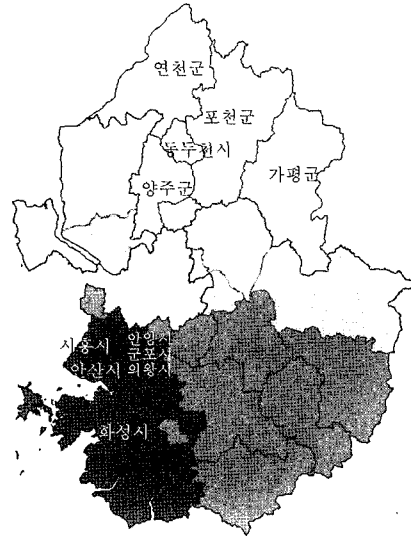 연천군
포천군
동두천시
가평군
양주군
시흥시 안양시
군포시
안산시 의왕시
화성시